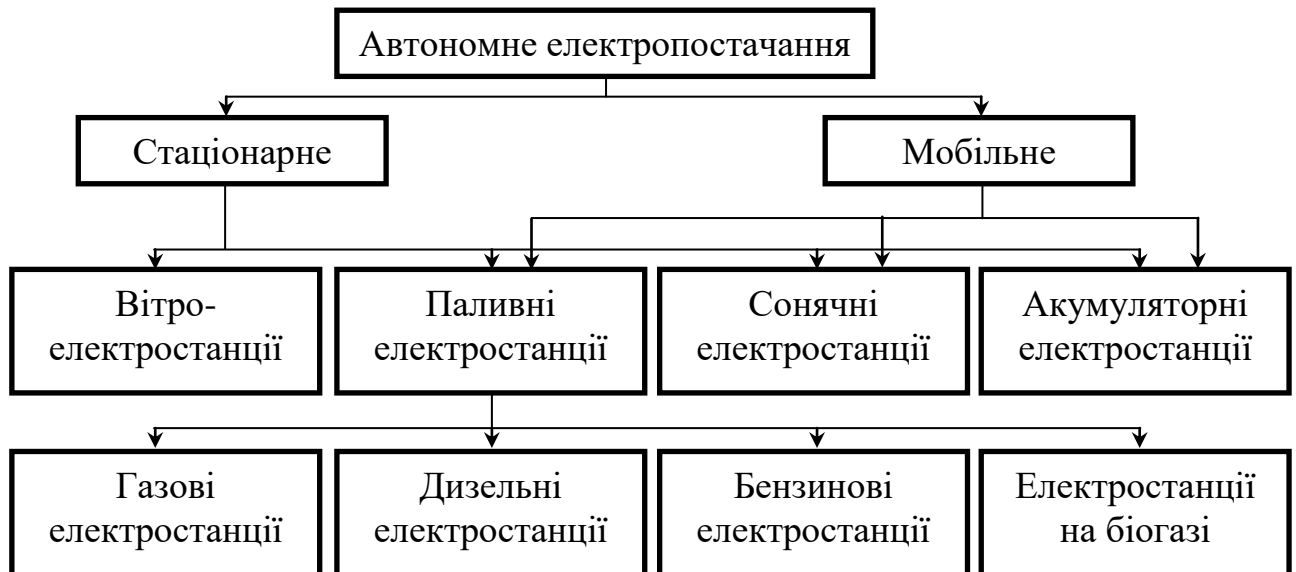 Автономне електропостачання
Стаціонарне
Мобільне
Вітро-
електростанції
Паливні
електростанції
Сонячні
електростанції
Акумуляторні
електростанції
Газові
електростанції
Дизельні
електростанції
Бензинові
електростанції
Електростанції
на біогазі